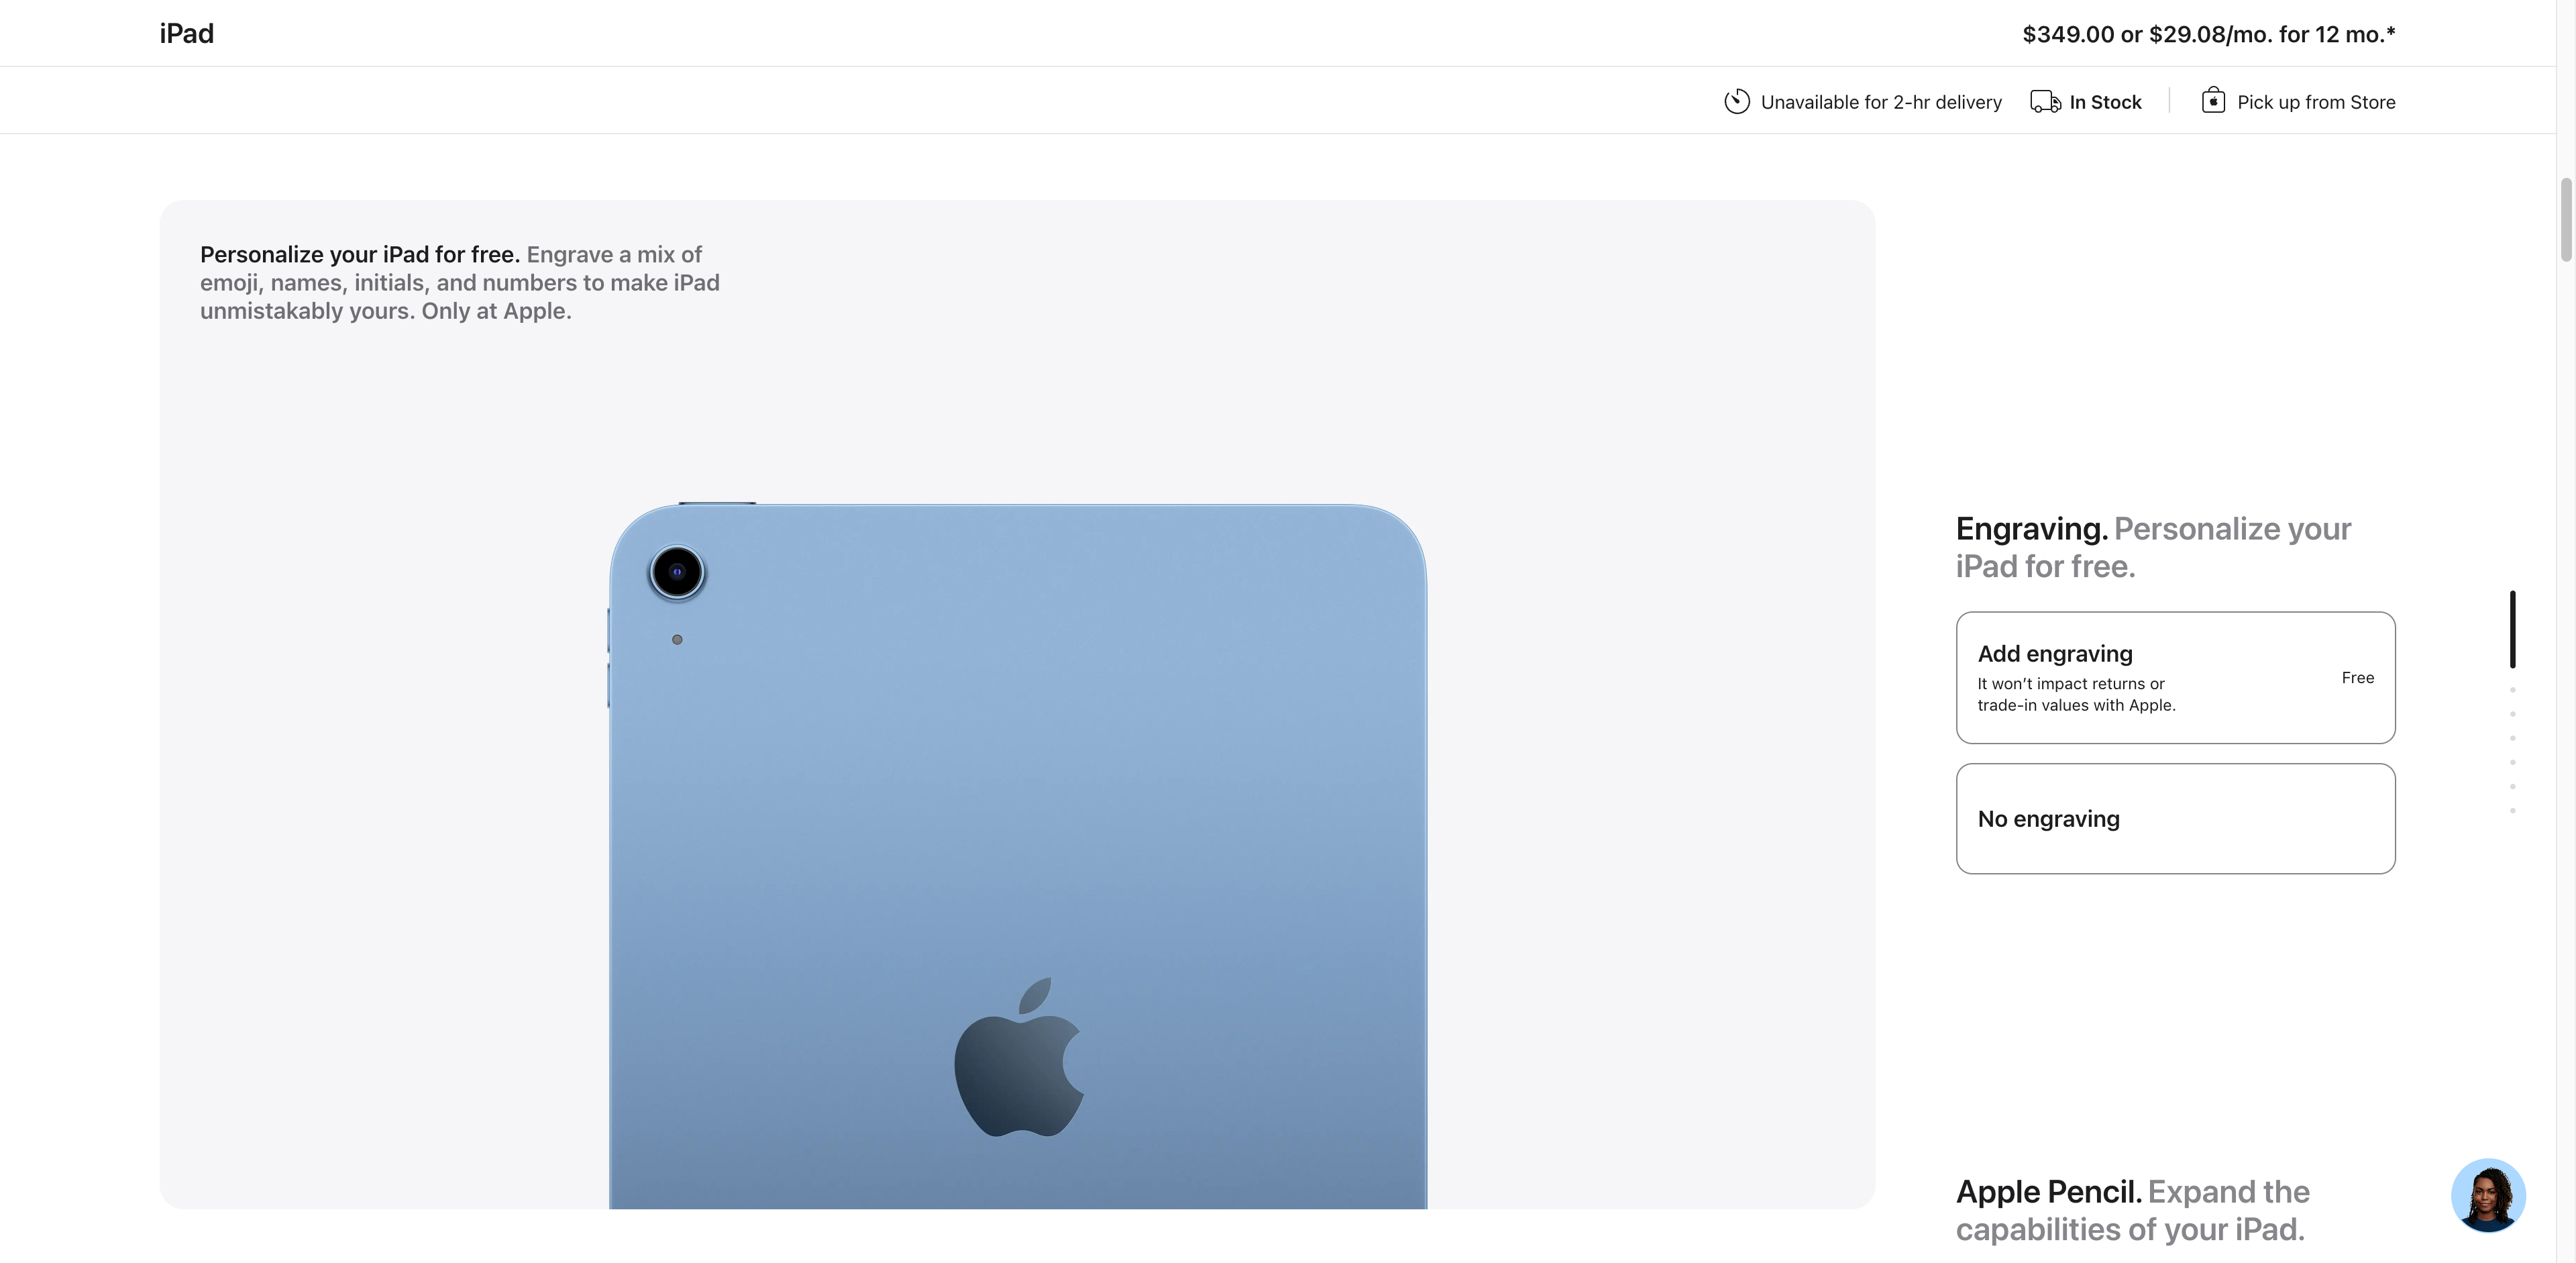 iPad
$349.00 or $29.08/mo. for 12 mo.*
Unavailable for 2-hr delivery
In Stock
Pick up from Store
Personalize your iPad for free. Engrave a mix of
emoji, names, initials, and numbers to make iPad
unmistakably yours. Only at Apple.
Engraving. Personalize your
iPad for free.
Add engraving
It won’t impact returns or
trade-in values with Apple.
Free
No engraving
Apple Pencil. Expand the
capabilities of your iPad.